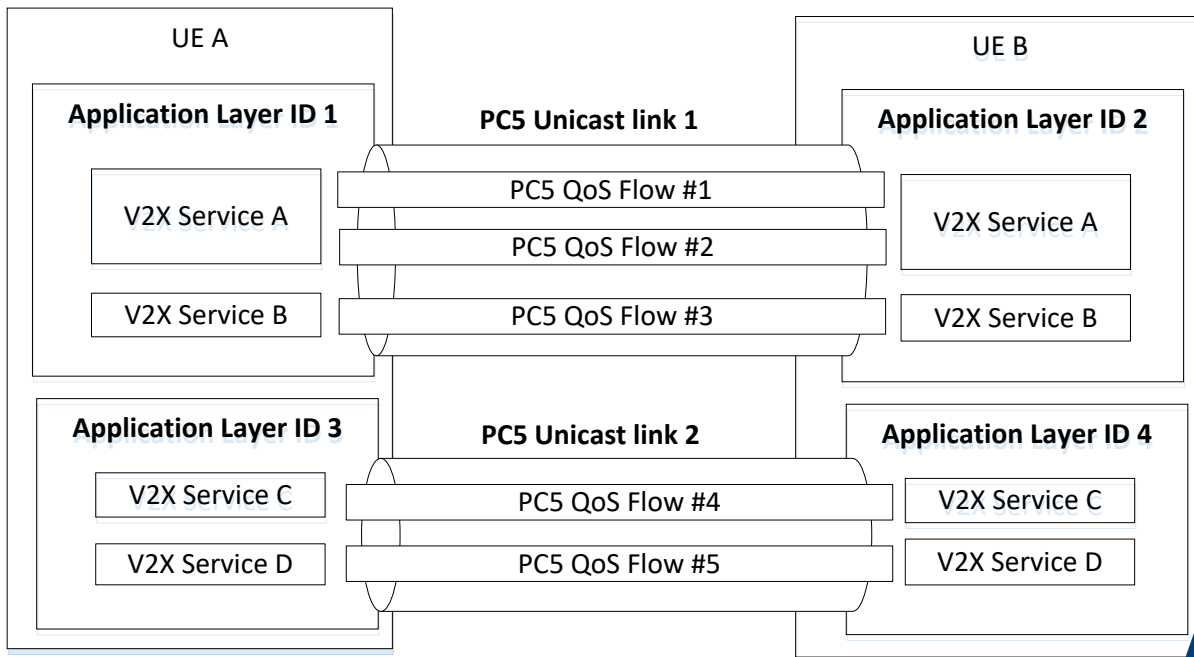 UE A
UE B
Application Layer ID 1
PC5 Unicast link 1
Application Layer ID 2
V2X Service A
PC5 QoS Flow #1
V2X Service A
PC5 QoS Flow #2
V2X Service B
PC5 QoS Flow #3
V2X Service B
Application Layer ID 3
PC5 Unicast link 2
Application Layer ID 4
V2X Service C
PC5 QoS Flow #4
V2X Service C
V2X Service D
PC5 QoS Flow #5
V2X Service D